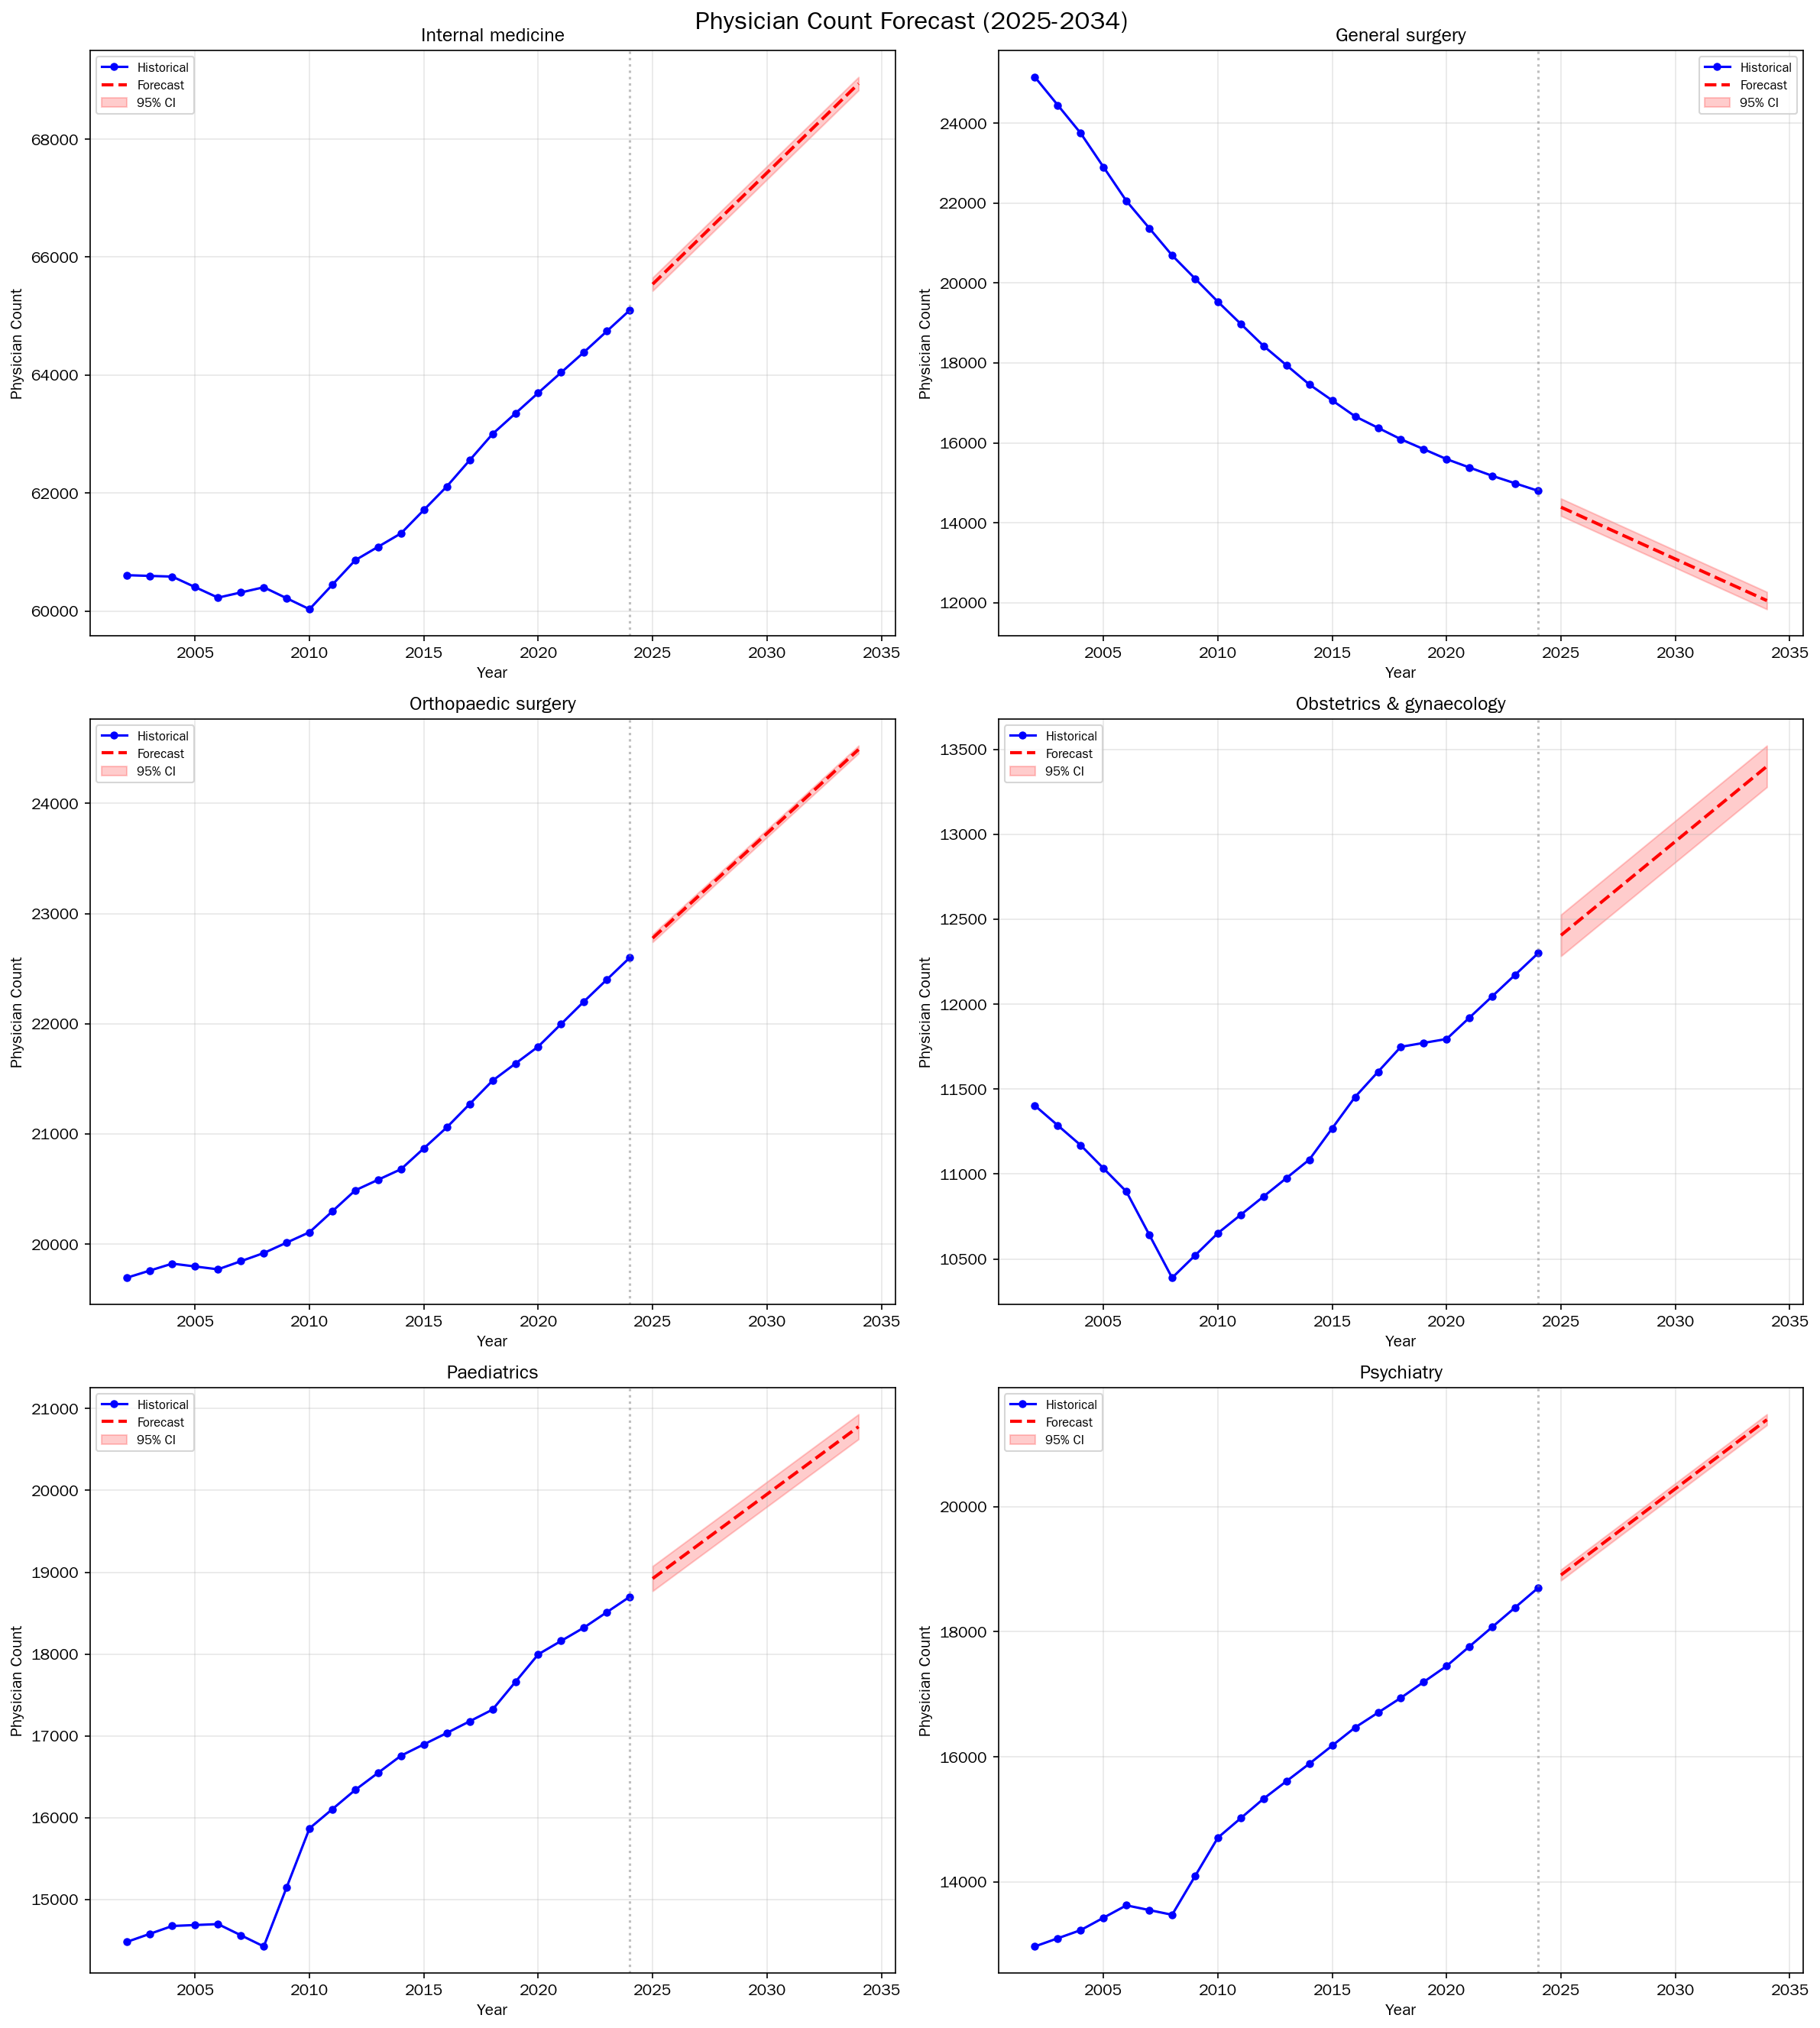 Physician Count Forecast (2025-2034)
Internal medicine
Historical
Forecast
95% CI
68000
66000
64000
62000
60000
Physician Count
2005 2010 2015 2020 2025 2030 2035
Year
General surgery
Historical
Forecast
95% CI
24000
22000
20000
18000
16000
14000
12000
Physician Count
2005 2010 2015 2020 2025 2030 2035
Year
Orthopaedic surgery
Historical
Forecast
95% CI
24000
23000
22000
21000
20000
Physician Count
2005 2010 2015 2020 2025 2030 2035
Year
Obstetrics & gynaecology
Historical
Forecast
95% CI
13500
13000
12500
12000
11500
11000
10500
Physician Count
2005 2010 2015 2020 2025 2030 2035
Year
Paediatrics
Historical
Forecast
95% CI
21000
20000
19000
18000
17000
16000
15000
Physician Count
2005 2010 2015 2020 2025 2030 2035
Year
Psychiatry
Historical
Forecast
95% CI
20000
18000
16000
14000
Physician Count
2005 2010 2015 2020 2025 2030 2035
Year